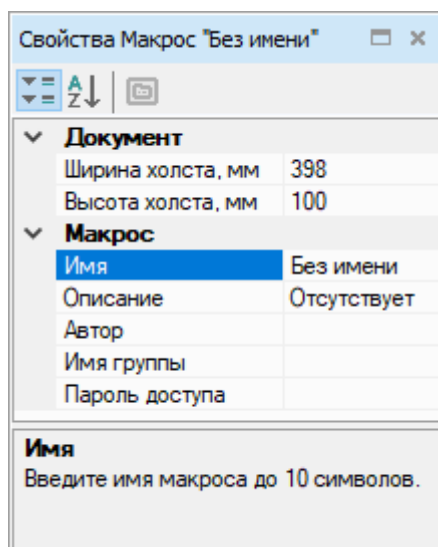 Свойства Макрос "Без имени"
A
Z
Документ
Ширина холста, мм 398
Высота холста, мм 100
Макрос
Имя Без имени
Описание Отсутствует
Автор
Имя группы
Пароль доступа
Имя
Введите имя макроса до 10 символов.